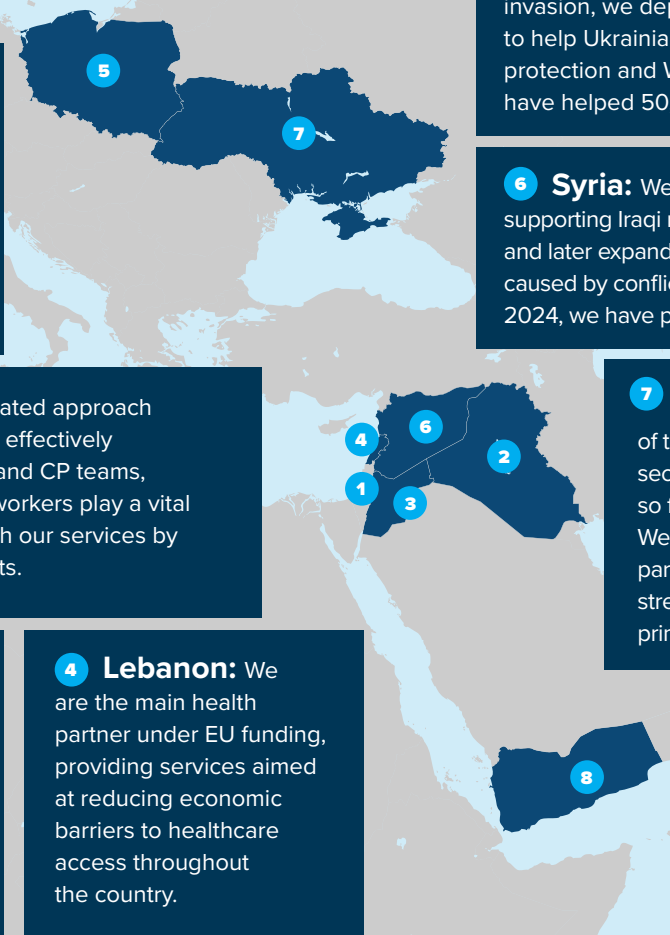 invasion, we dep
to help Ukrainia
protection and W
have helped 50
5
7
6 Syria: We
supporting Iraqi r
and later expand
caused by conflic
2024, we have p
ated approach
effectively
and CP teams,
workers play a vital
h our services by
ts.
6
4
2
1
3
7
of t
sec
so f
We
par
stre
prir
4 Lebanon: We
are the main health
partner under EU funding,
providing services aimed
at reducing economic
barriers to healthcare
access throughout
the country.
8